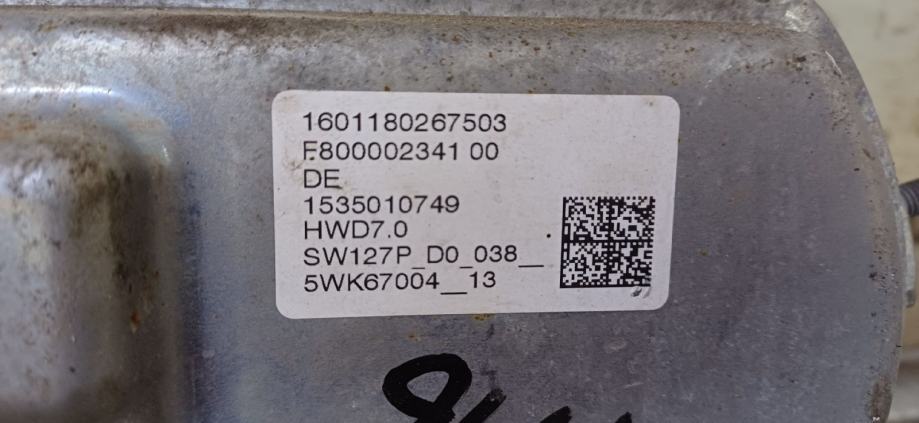 1601180267503
F800002341 00
DE
1535010749
HWD7.0
SW127P_D0_038__
5WK67004__13